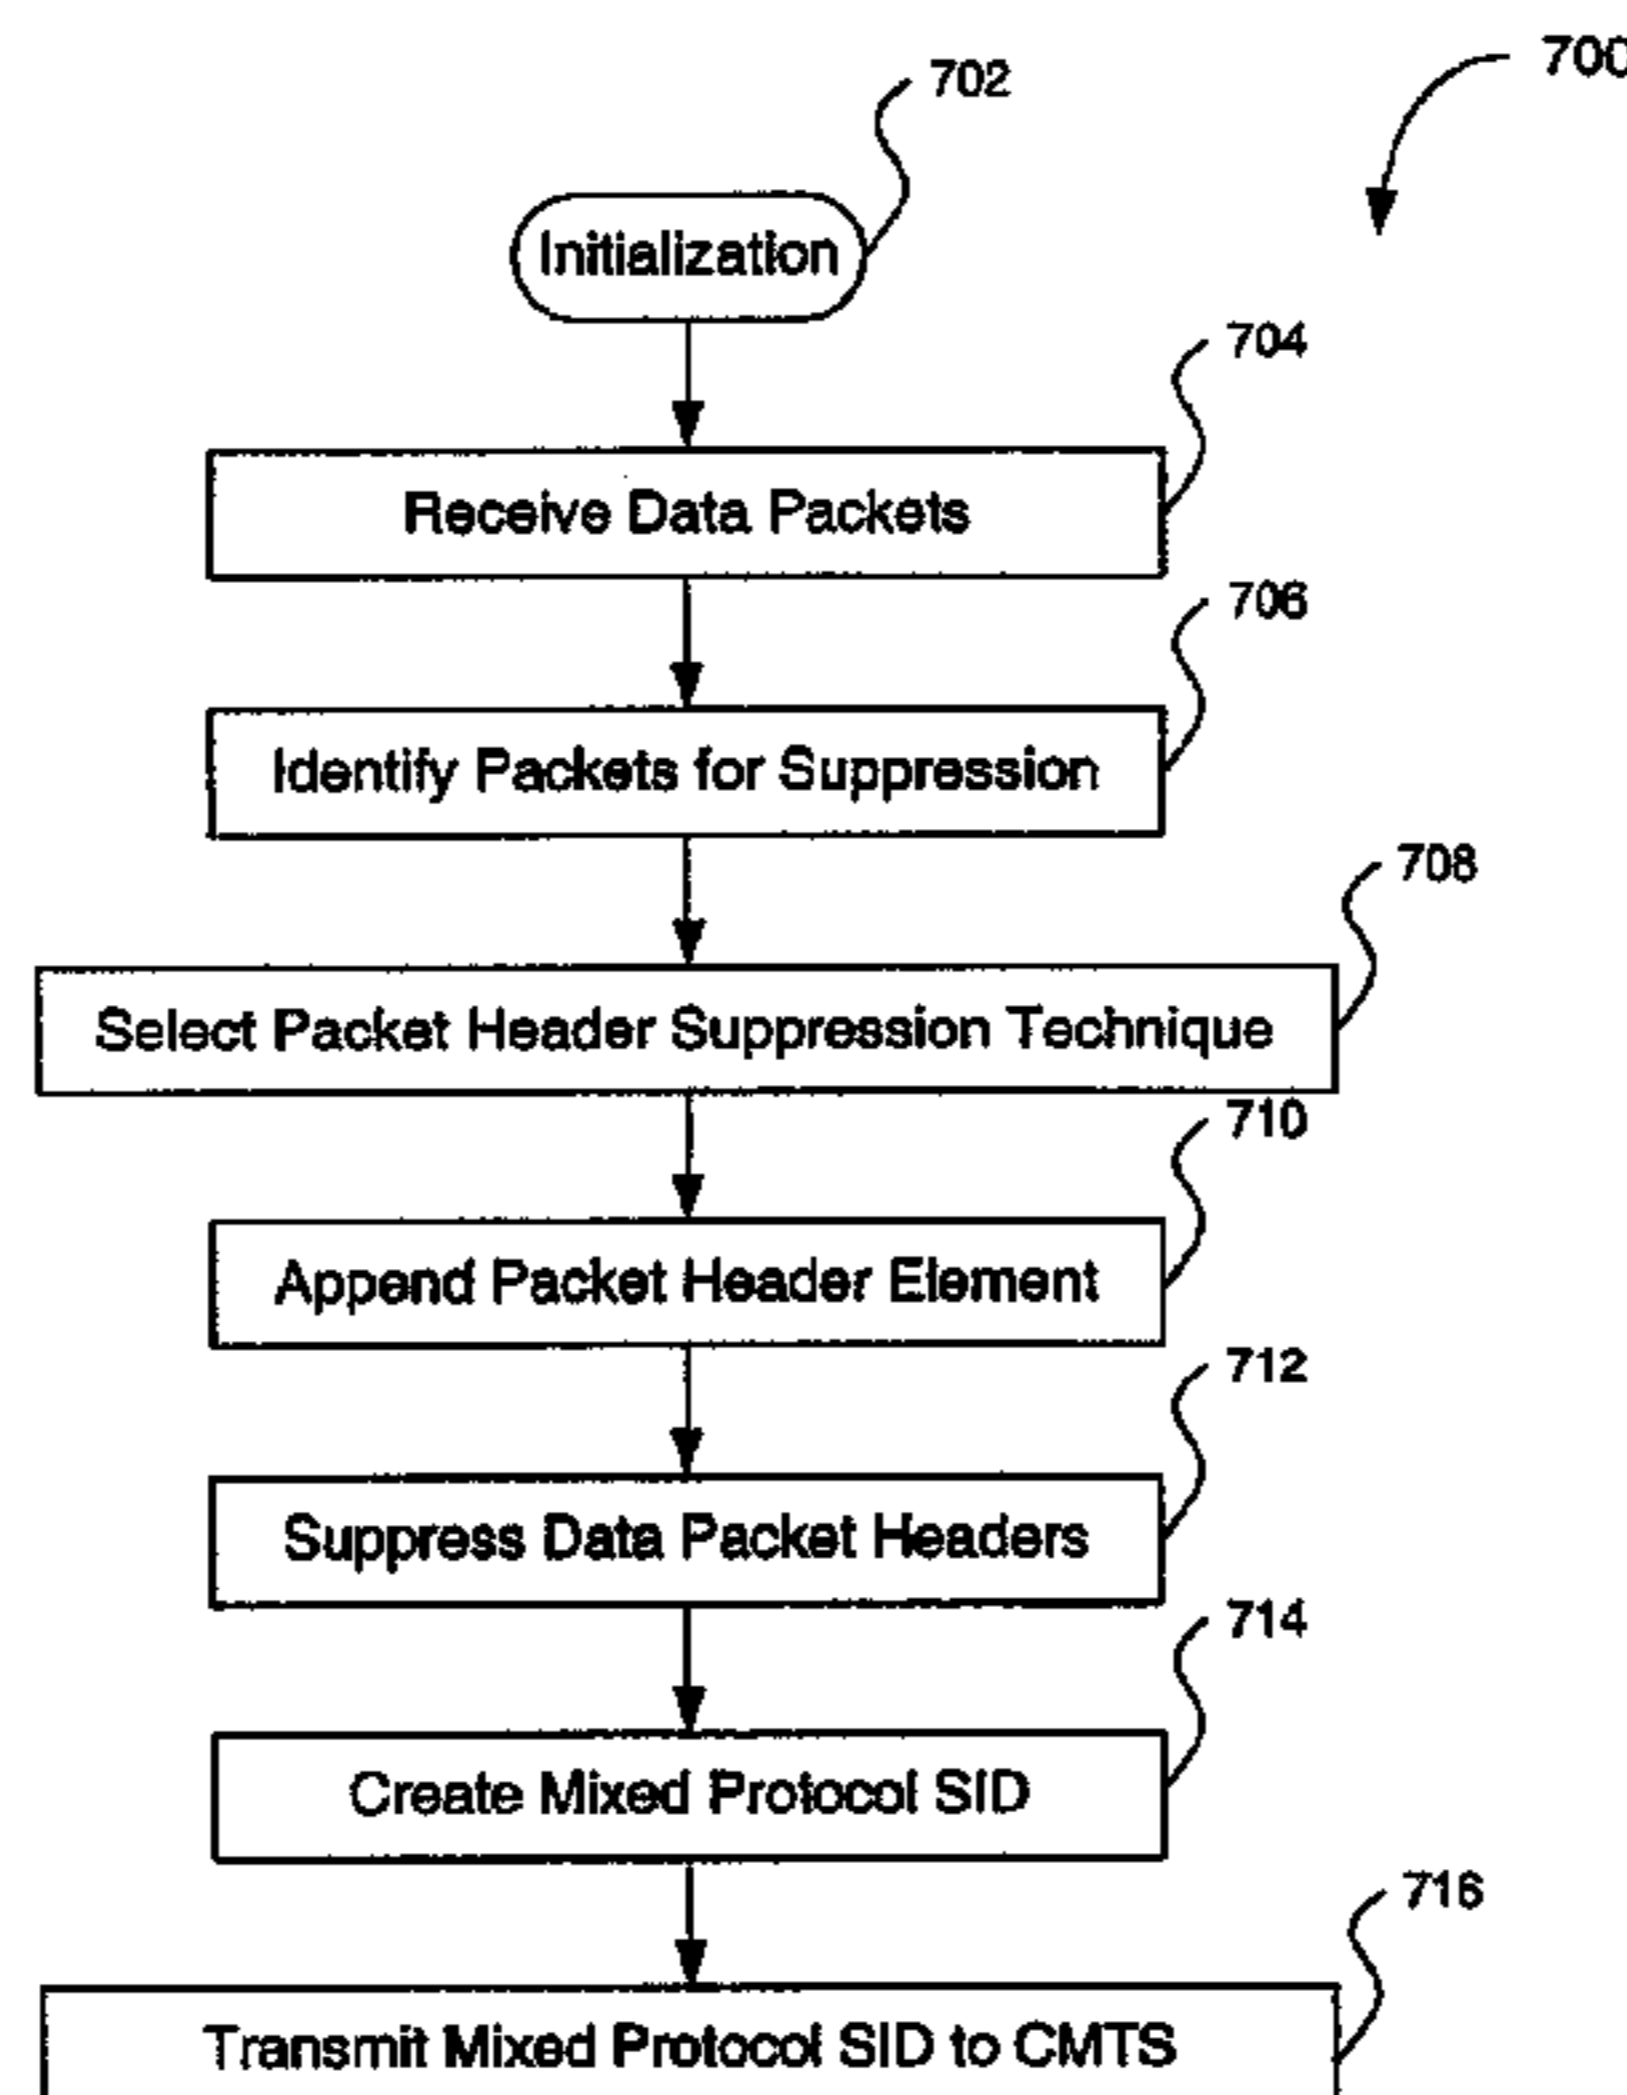 702
700
Initialization
704
Receive Data Packets
706
Identify Packets for Suppression
708
Select Packet Header Suppression Technique
710
Append Packet Header Element
712
Suppress Data Packet Headers
714
Create Mixed Protocol SID
716
Transmit Mixed Protocol SID to CMTS